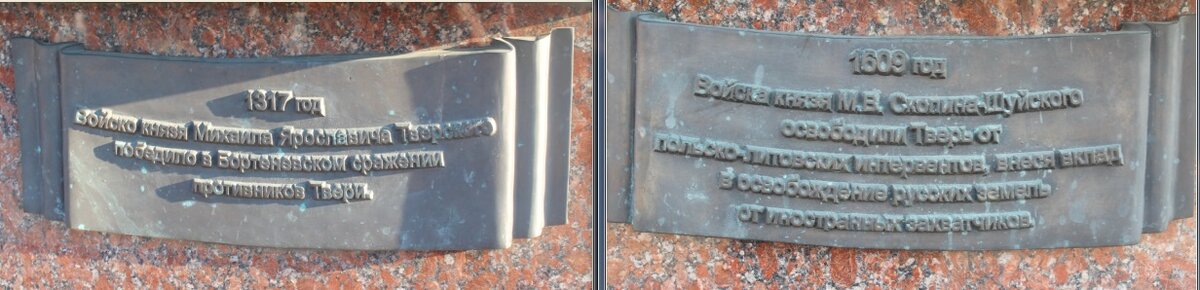 1317 год
Войско князя Михаила Ярославича Тверского
победило в Бортеневском сражении
противников Твери.
1609 год
Войска князя М.В. Скопина-Шуйского
освободили Тверь от
польско-литовских интервентов, внеся вклад
в освобождение русских земель
от иностранных захватчиков.